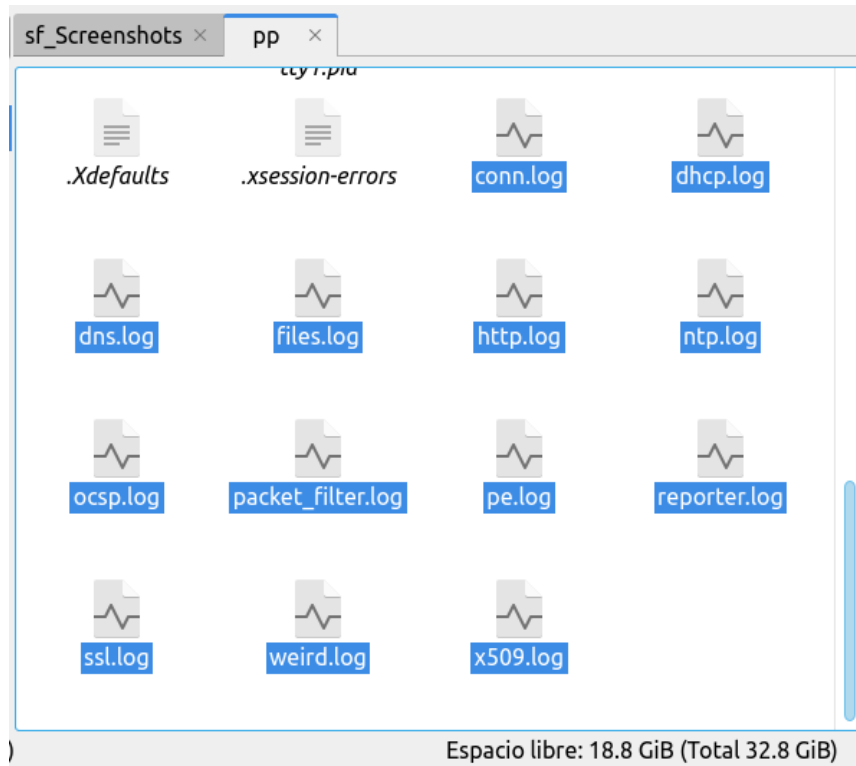 sf_Screenshots × pp ×
tty1.pid
.Xdefaults .xsession-errors conn.log dhcp.log
dns.log files.log http.log ntp.log
ocsp.log packet_filter.log pe.log reporter.log
ssl.log weird.log x509.log
) Espacio libre: 18.8 GiB (Total 32.8 GiB)